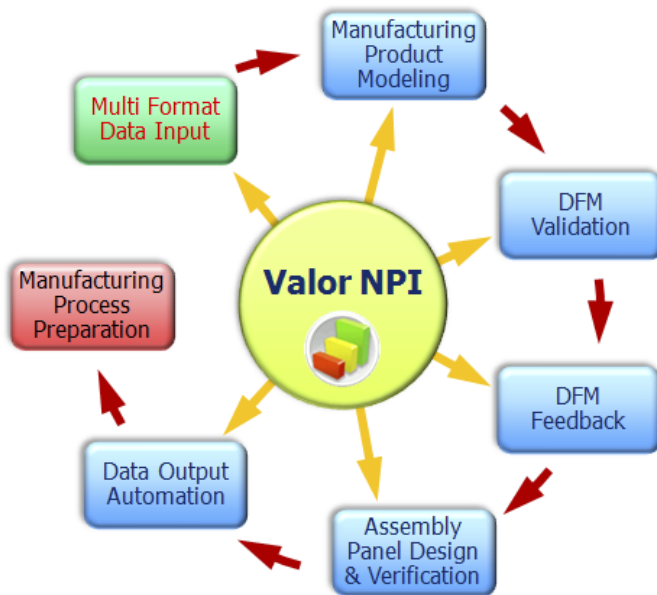 Manufacturing
Product
Modeling
Multi Format
Data Input
DFM
Validation
Valor NPI
Manufacturing
Process
Preparation
DFM
Feedback
Data Output
Automation
Assembly
Panel Design
& Verification